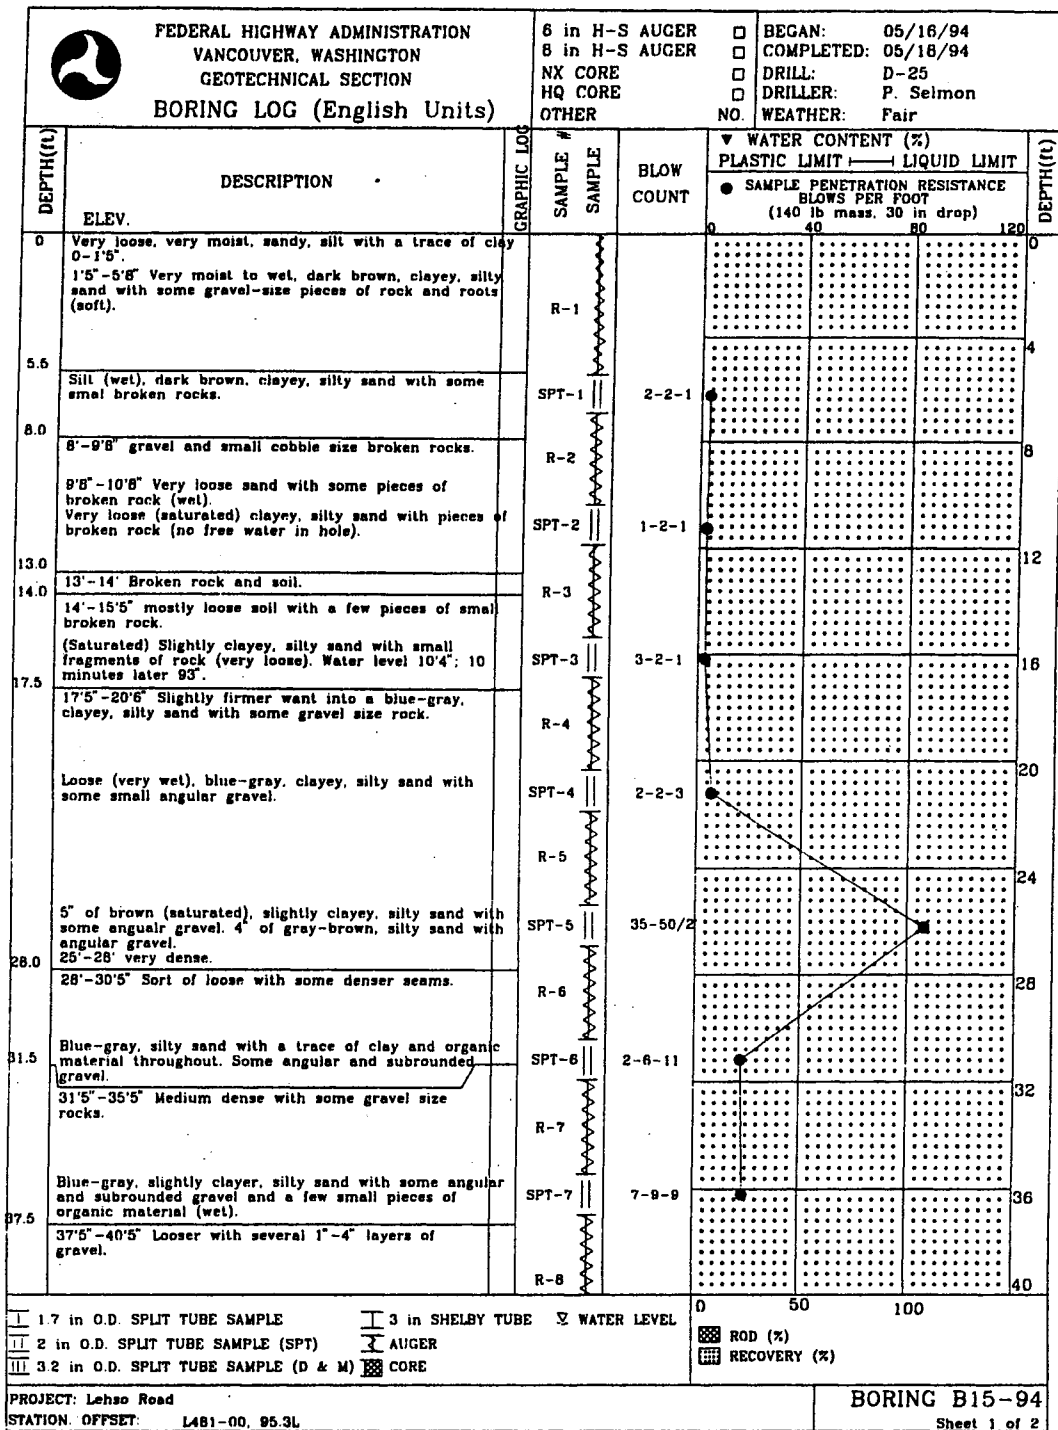 FEDERAL HIGHWAY ADMINISTRATION
VANCOUVER, WASHINGTON
GEOTECHNICAL SECTION
BORING LOG (English Units)
6 in H-S AUGER
8 in H-S AUGER
NX CORE
HQ CORE
OTHER NO.
BEGAN: 05/16/94
COMPLETED: 05/18/94
DRILL: D-25
DRILLER: P. Selmon
WEATHER: Fair
DEPTH(ft)
DESCRIPTION
ELEV.
GRAPHIC LOG
SAMPLE #
SAMPLE
BLOW COUNT
▼ WATER CONTENT (%)
PLASTIC LIMIT LIQUID LIMIT
● SAMPLE PENETRATION RESISTANCE
BLOWS PER FOOT
(140 lb mass, 30 in drop)
0 40 80 120
DEPTH(ft)
0
Very loose, very moist, sandy, silt with a trace of clay
0-1'5".
1'5"-5'8" Very moist to wet, dark brown, clayey, silty
sand with some gravel-size pieces of rock and roots
(soft).
R-1
5.5
Silt (wet), dark brown, clayey, silty sand with some
smal broken rocks.
SPT-1 2-2-1
8.0
8'-9'8" gravel and small cobble size broken rocks.
R-2
9'8"-10'8" Very loose sand with some pieces of
broken rock (wet).
Very loose (saturated) clayey, silty sand with pieces of
broken rock (no free water in hole).
SPT-2 1-2-1
13.0
13'-14' Broken rock and soil.
14.0
R-3
14'-15'5" mostly loose soil with a few pieces of smal
broken rock.
(Saturated) Slightly clayey, silty sand with small
fragments of rock (very loose). Water level 10'4"; 10
minutes later 93".
SPT-3 3-2-1
17.5
17'5"-20'6" Slightly firmer want into a blue-gray,
clayey, silty sand with some gravel size rock.
R-4
Loose (very wet), blue-gray, clayey, silty sand with
some small angular gravel.
SPT-4 2-2-3
R-5
5" of brown (saturated), slightly clayey, silty sand with
some angualr gravel. 4" of gray-brown, silty sand with
angular gravel.
25'-28' very dense.
SPT-5 35-50/2
28.0
28'-30'5" Sort of loose with some denser seams.
R-6
Blue-gray, silty sand with a trace of clay and organic
material throughout. Some angular and subrounded
gravel.
SPT-6 2-6-11
31.5
31'5"-35'5" Medium dense with some gravel size
rocks.
R-7
Blue-gray, slightly clayer, silty sand with some angular
and subrounded gravel and a few small pieces of
organic material (wet).
SPT-7 7-9-9
37.5
37'5"-40'5" Looser with several 1"-4" layers of
gravel.
R-8
0
4
8
12
16
20
24
28
32
36
40
0 50 100
1.7 in O.D. SPLIT TUBE SAMPLE
2 in O.D. SPLIT TUBE SAMPLE (SPT)
3.2 in O.D. SPLIT TUBE SAMPLE (D & M)
3 in SHELBY TUBE
AUGER
CORE
WATER LEVEL
ROD (%)
RECOVERY (%)
PROJECT: Lehso Road
STATION. OFFSET: L481-00, 95.3L
BORING B15-94
Sheet 1 of 2